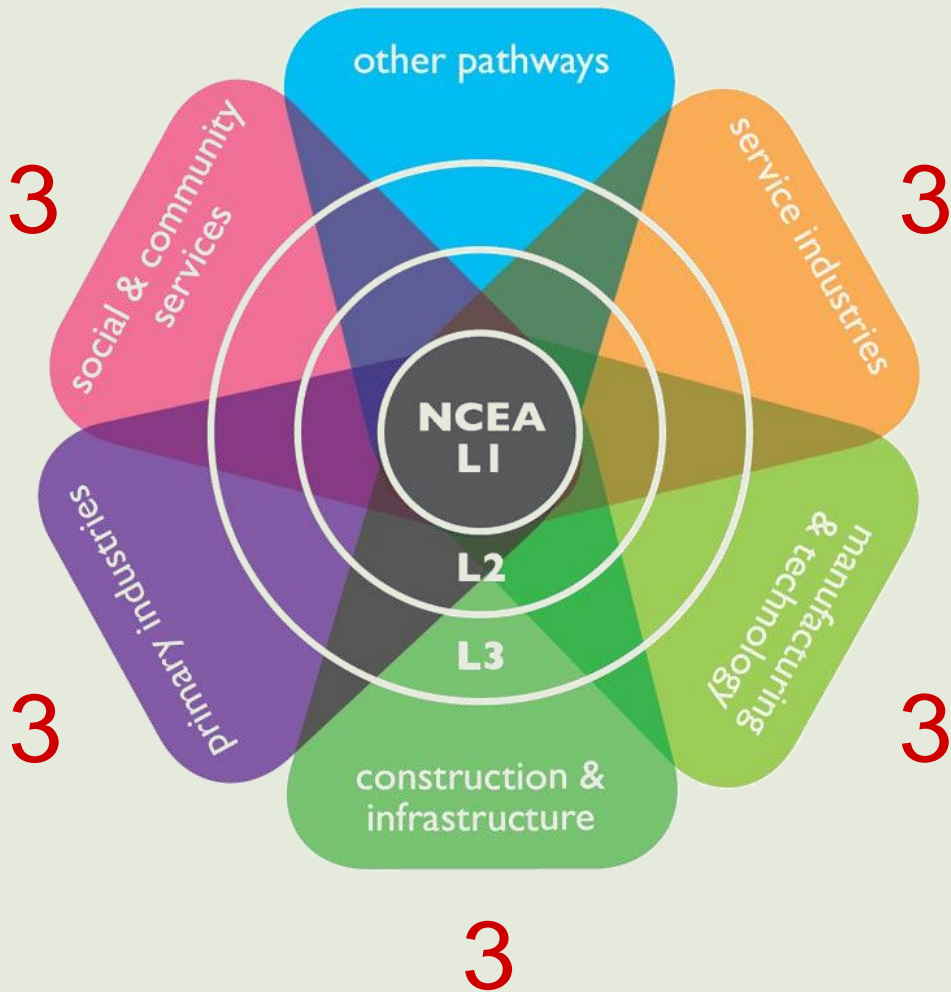 other pathways
service industries
manufacturing
& technology
construction &
infrastructure
primary industries
social & community
services
NCEA
L1
L2
L3
3
3
3
3
3